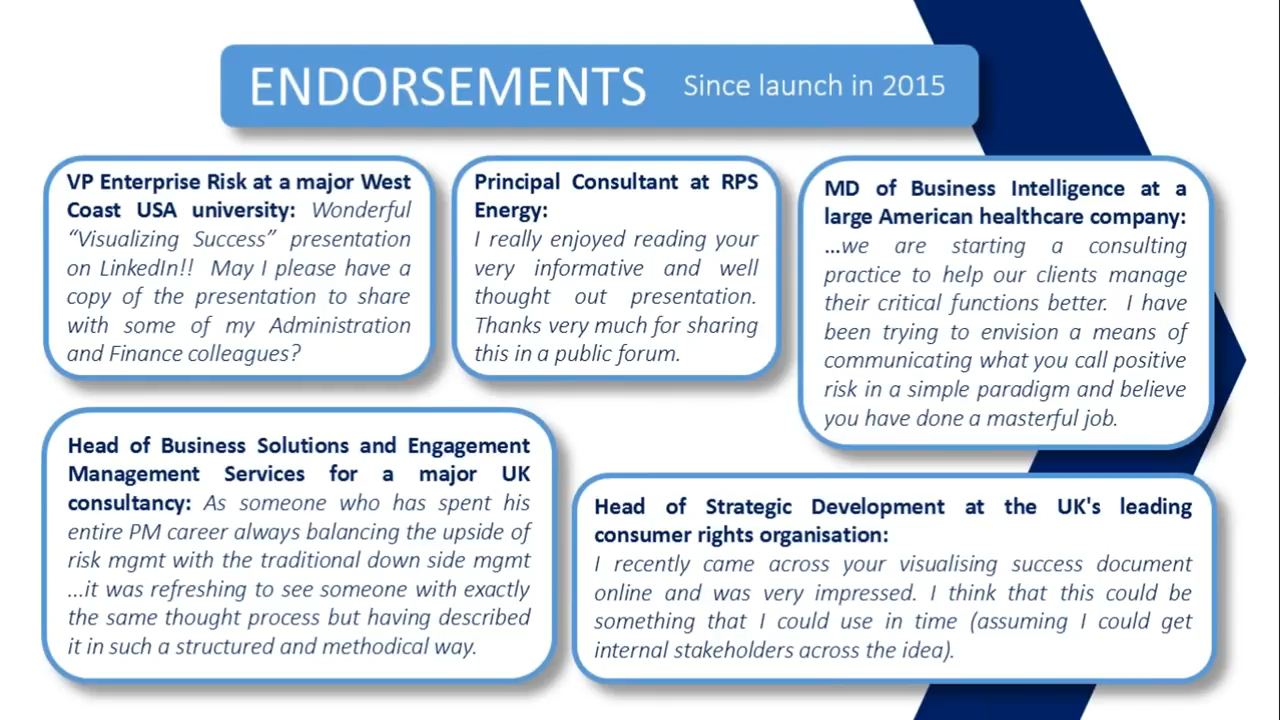 ENDORSEMENTS Since launch in 2015
VP Enterprise Risk at a major West
Coast USA university: Wonderful
“Visualizing Success” presentation
on LinkedIn!! May I please have a
copy of the presentation to share
with some of my Administration
and Finance colleagues?
Principal Consultant at RPS
Energy:
I really enjoyed reading your
very informative and well
thought out presentation.
Thanks very much for sharing
this in a public forum.
MD of Business Intelligence at a
large American healthcare company:
...we are starting a consulting
practice to help our clients manage
their critical functions better. I have
been trying to envision a means of
communicating what you call positive
risk in a simple paradigm and believe
you have done a masterful job.
Head of Business Solutions and Engagement
Management Services for a major UK
consultancy: As someone who has spent his
entire PM career always balancing the upside of
risk mgmt with the traditional down side mgmt
...it was refreshing to see someone with exactly
the same thought process but having described
it in such a structured and methodical way.
Head of Strategic Development at the UK's leading
consumer rights organisation:
I recently came across your visualising success document
online and was very impressed. I think that this could be
something that I could use in time (assuming I could get
internal stakeholders across the idea).